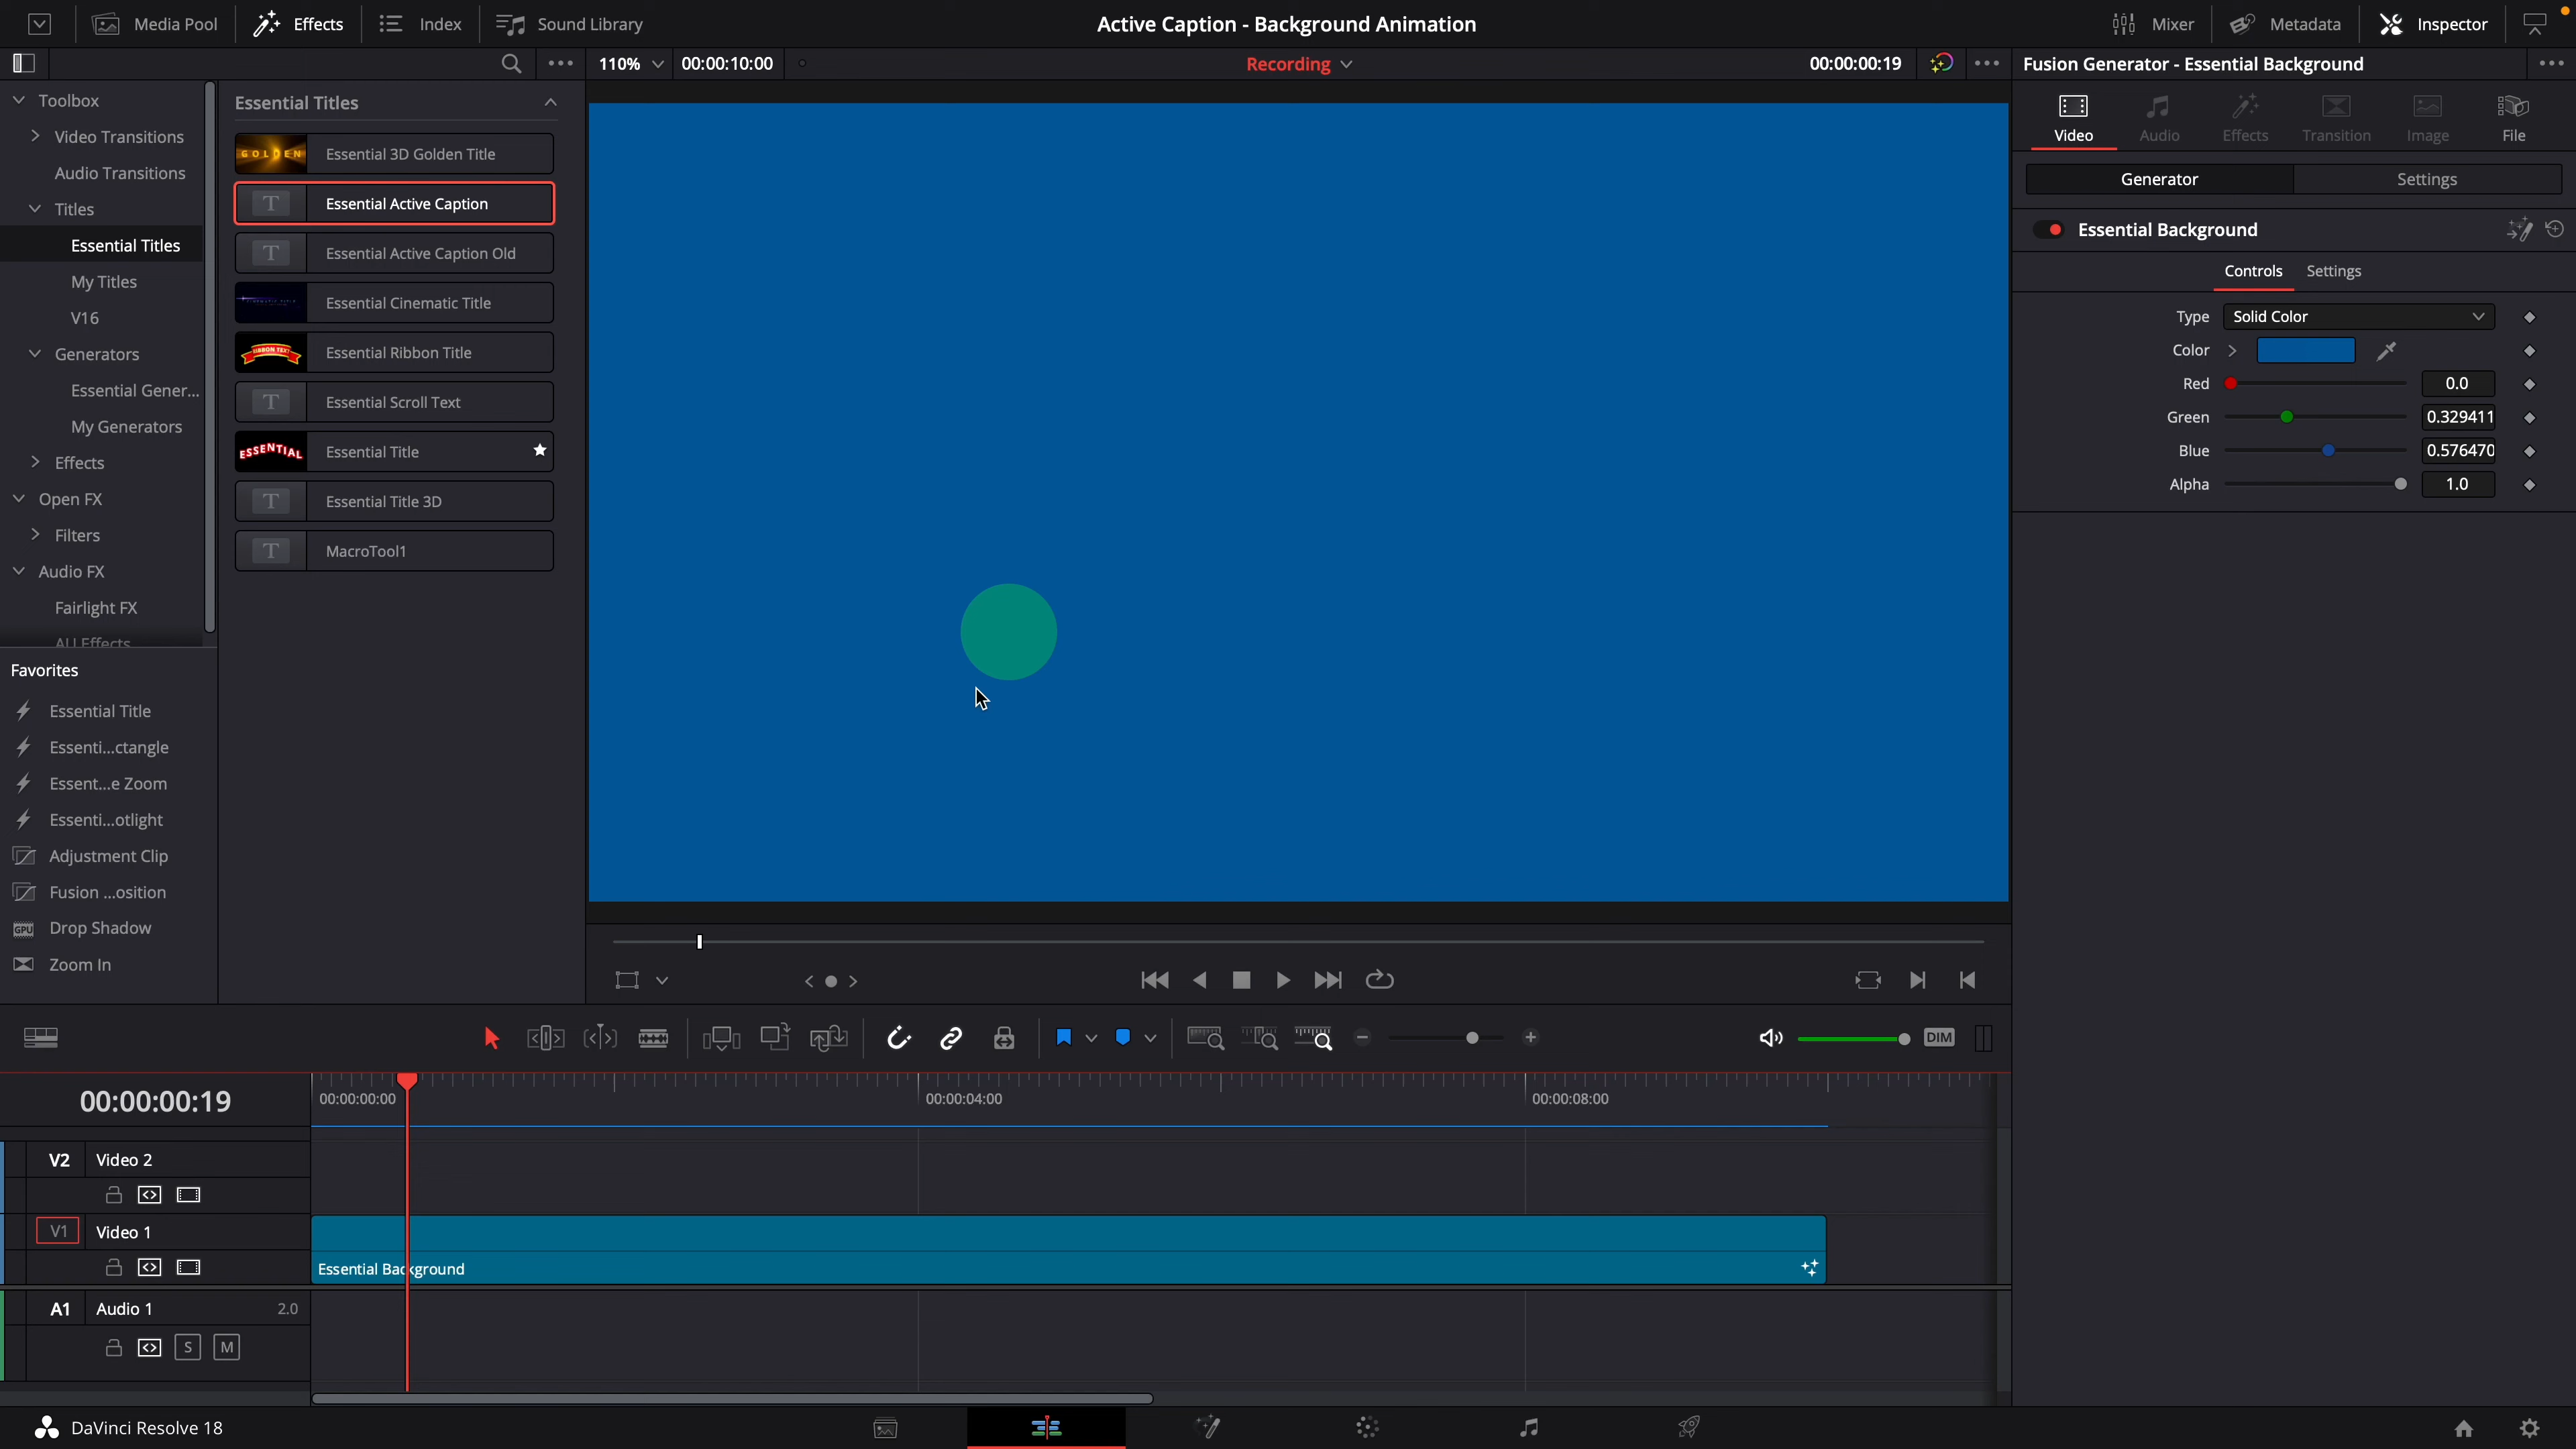 Media Pool
Effects
Index
Sound Library
Active Caption - Background Animation
Mixer
Metadata
Inspector
110%
00:00:10:00
Recording
00:00:00:19
Fusion Generator - Essential Background
Toolbox
Video Transitions
Audio Transitions
Titles
Essential Titles
My Titles
V16
Generators
Essential Gener...
My Generators
Effects
Open FX
Filters
Audio FX
Fairlight FX
AU Effects
Favorites
Essential Title
Essenti...ctangle
Essent...e Zoom
Essenti...otlight
Adjustment Clip
Fusion ...osition
GPU
Drop Shadow
Zoom In
Essential Titles
GOLDEN
Essential 3D Golden Title
T
Essential Active Caption
T
Essential Active Caption Old
Essential Cinematic Title
RIBBON TEXT
Essential Ribbon Title
T
Essential Scroll Text
ESSENTIAL
Essential Title
T
Essential Title 3D
T
MacroTool1
Video
Audio
Effects
Transition
Image
File
Generator
Settings
Essential Background
Controls
Settings
Type
Solid Color
Color
Red
0.0
Green
0.329411
Blue
0.576470
Alpha
1.0
DIM
00:00:00:19
00:00:00:00
00:00:04:00
00:00:08:00
V2
Video 2
V1
Video 1
Essential Background
A1
Audio 1
2.0
S
M
DaVinci Resolve 18